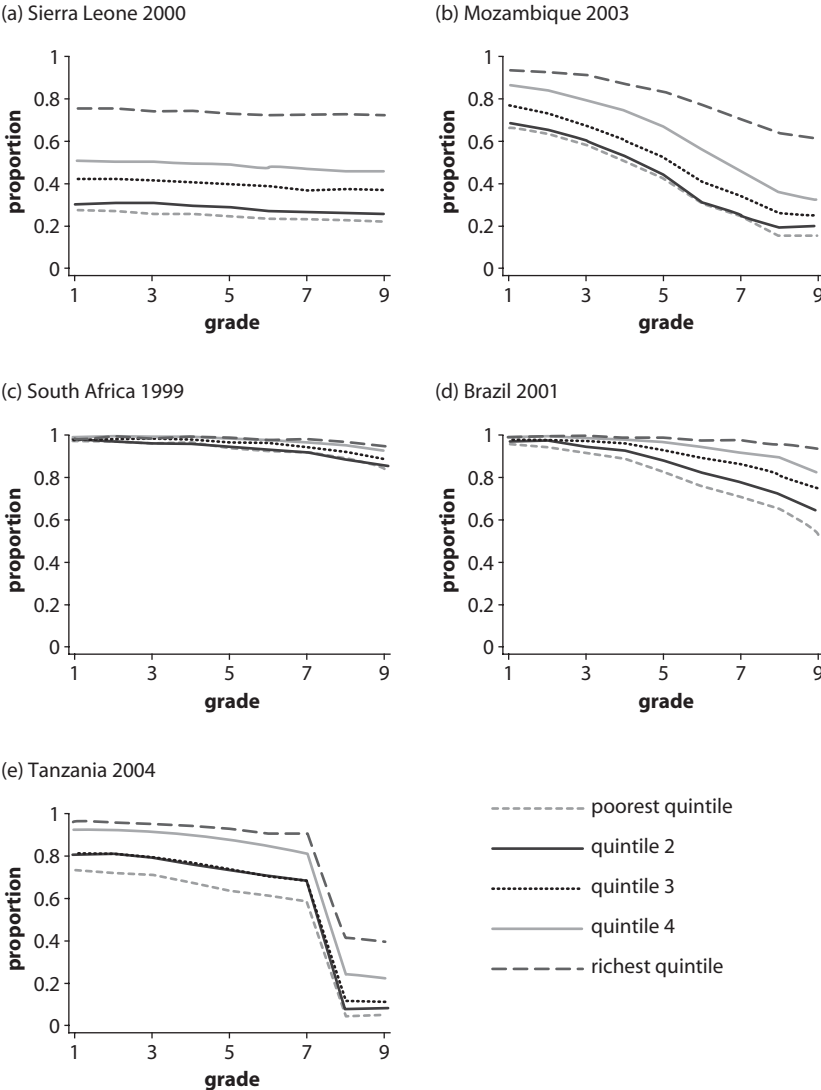 (a) Sierra Leone 2000
1
0.8
0.6
0.4
0.2
0
proportion
1 3 5 7 9
grade
(b) Mozambique 2003
1
0.8
0.6
0.4
0.2
0
proportion
1 3 5 7 9
grade
(c) South Africa 1999
1
0.8
0.6
0.4
0.2
0
proportion
1 3 5 7 9
grade
(d) Brazil 2001
1
0.8
0.6
0.4
0.2
0
proportion
1 3 5 7 9
grade
(e) Tanzania 2004
1
0.8
0.6
0.4
0.2
0
proportion
1 3 5 7 9
grade
poorest quintile
quintile 2
quintile 3
quintile 4
richest quintile